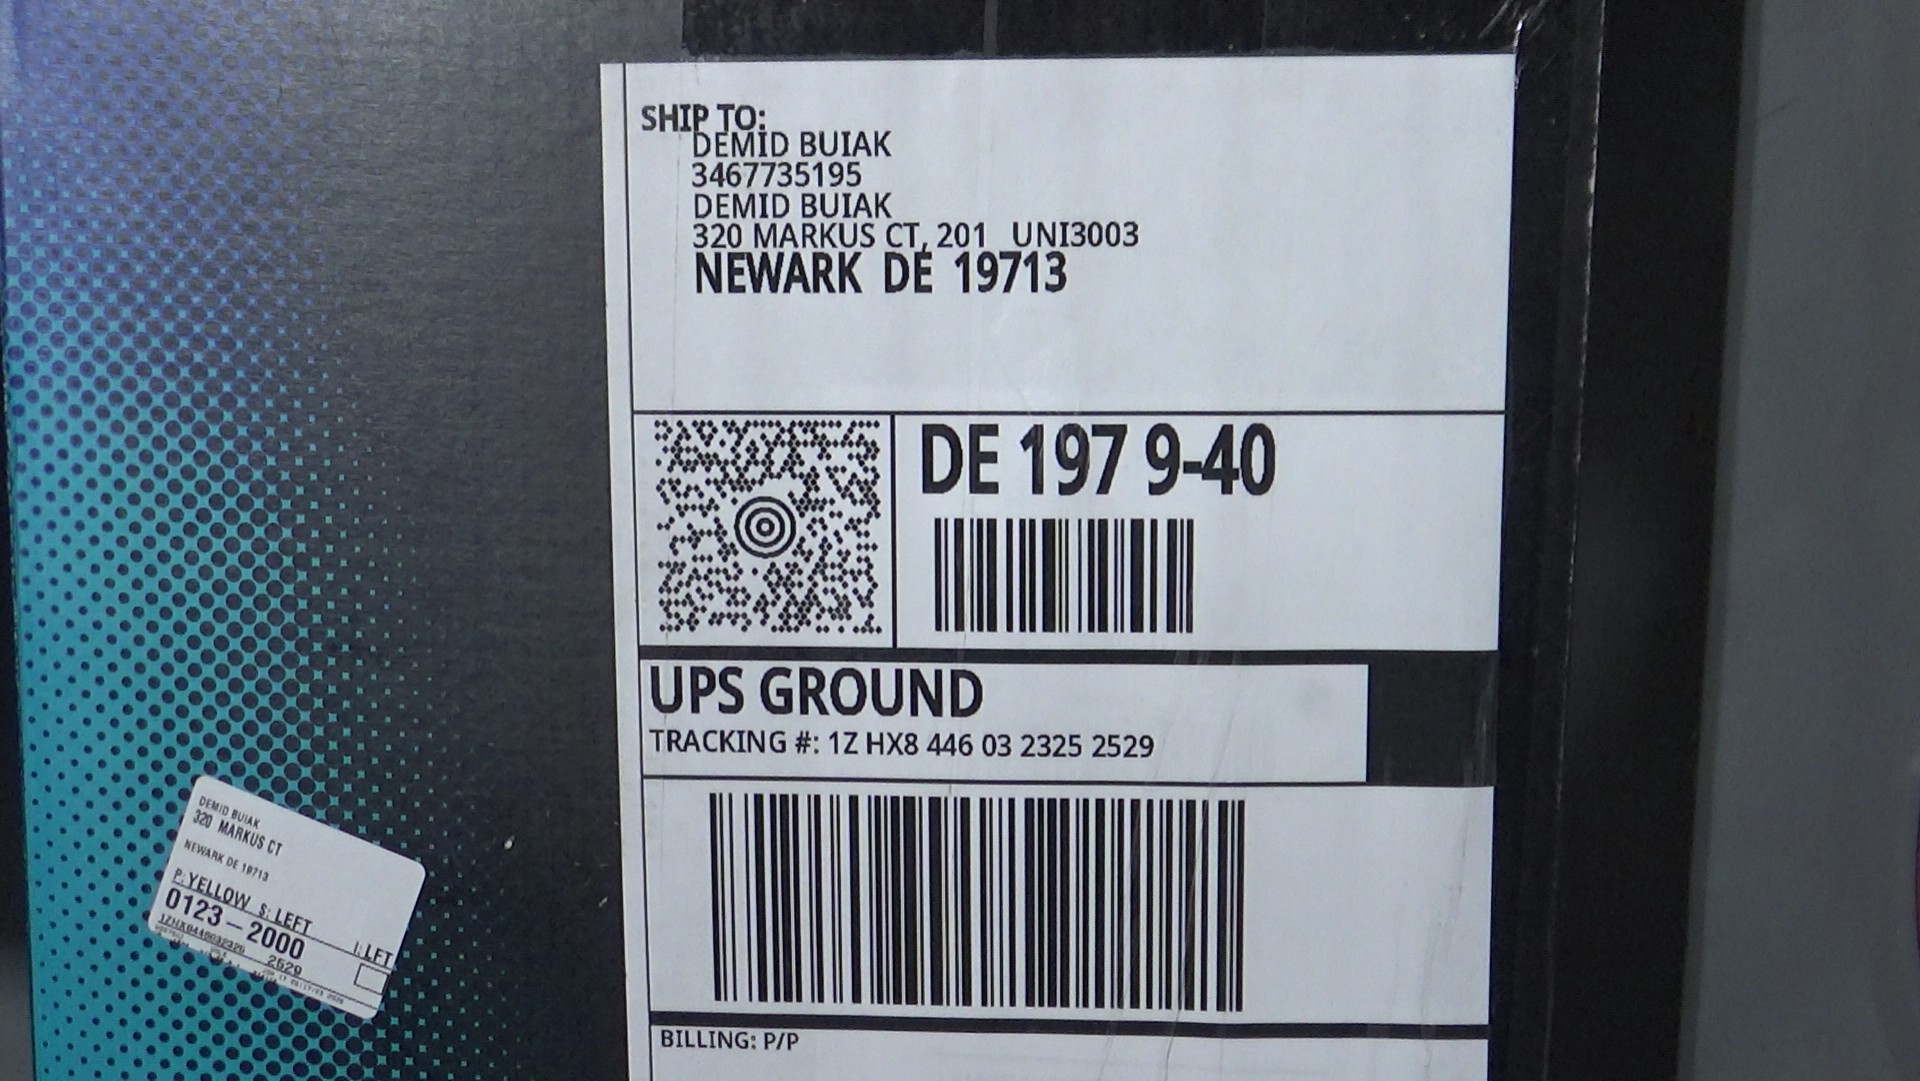 SHIP TO:
DEMID BUIAK
3467735195
DEMID BUIAK
320 MARKUS CT, 201 UNI3003
NEWARK DE 19713
DE 197 9-40
UPS GROUND
TRACKING #: 1Z HX8 446 03 2325 2529
BILLING: P/P
DEMID BUIAK
320 MARKUS CT
NEWARK DE 19713
P: YELLOW S: LEFT
0123-2000
I: LFT
2529